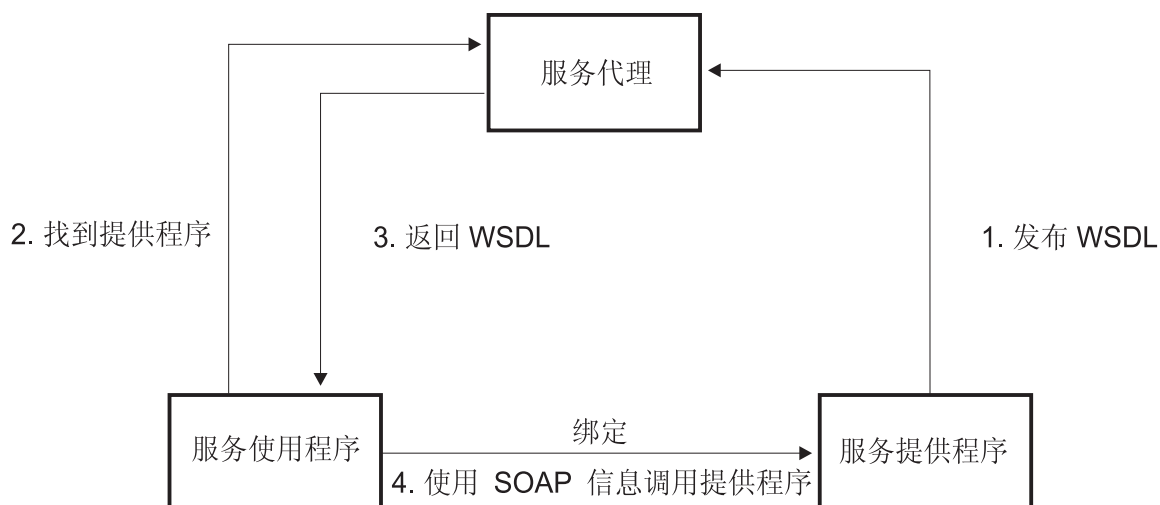 服务代理
2. 找到提供程序
3. 返回 WSDL
1. 发布 WSDL
服务使用程序
绑定
4. 使用 SOAP 信息调用提供程序
服务提供程序